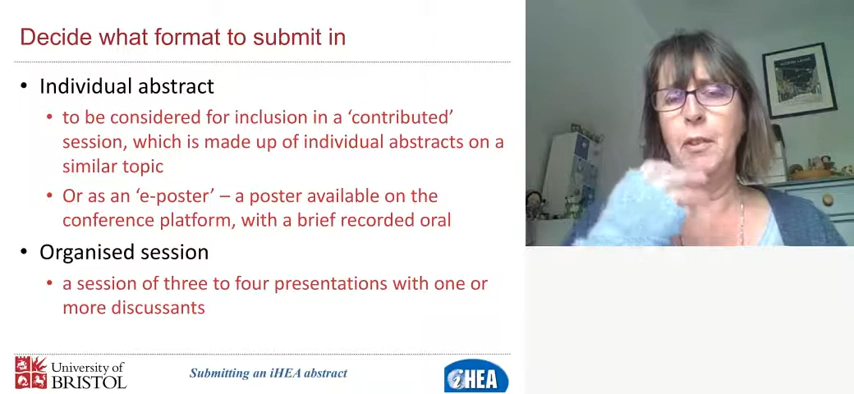 Decide what format to submit in
• Individual abstract
• to be considered for inclusion in a ‘contributed’
session, which is made up of individual abstracts on a
similar topic
• Or as an ‘e-poster’ – a poster available on the
conference platform, with a brief recorded oral
• Organised session
• a session of three to four presentations with one or
more discussants
University of
BRISTOL
Submitting an iHEA abstract
iHEA